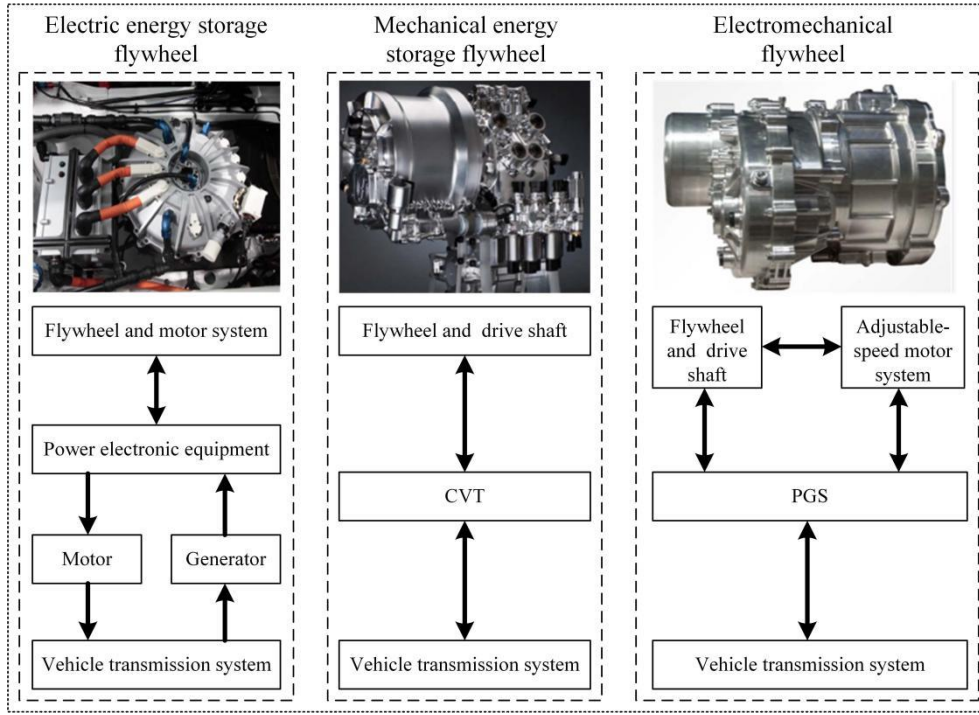 Electric energy storage
flywheel
Flywheel and motor system
Power electronic equipment
Motor
Generator
Vehicle transmission system
Mechanical energy
storage flywheel
Flywheel and drive shaft
CVT
Vehicle transmission system
Electromechanical
flywheel
Flywheel
and drive
shaft
Adjustable-
speed motor
system
PGS
Vehicle transmission system